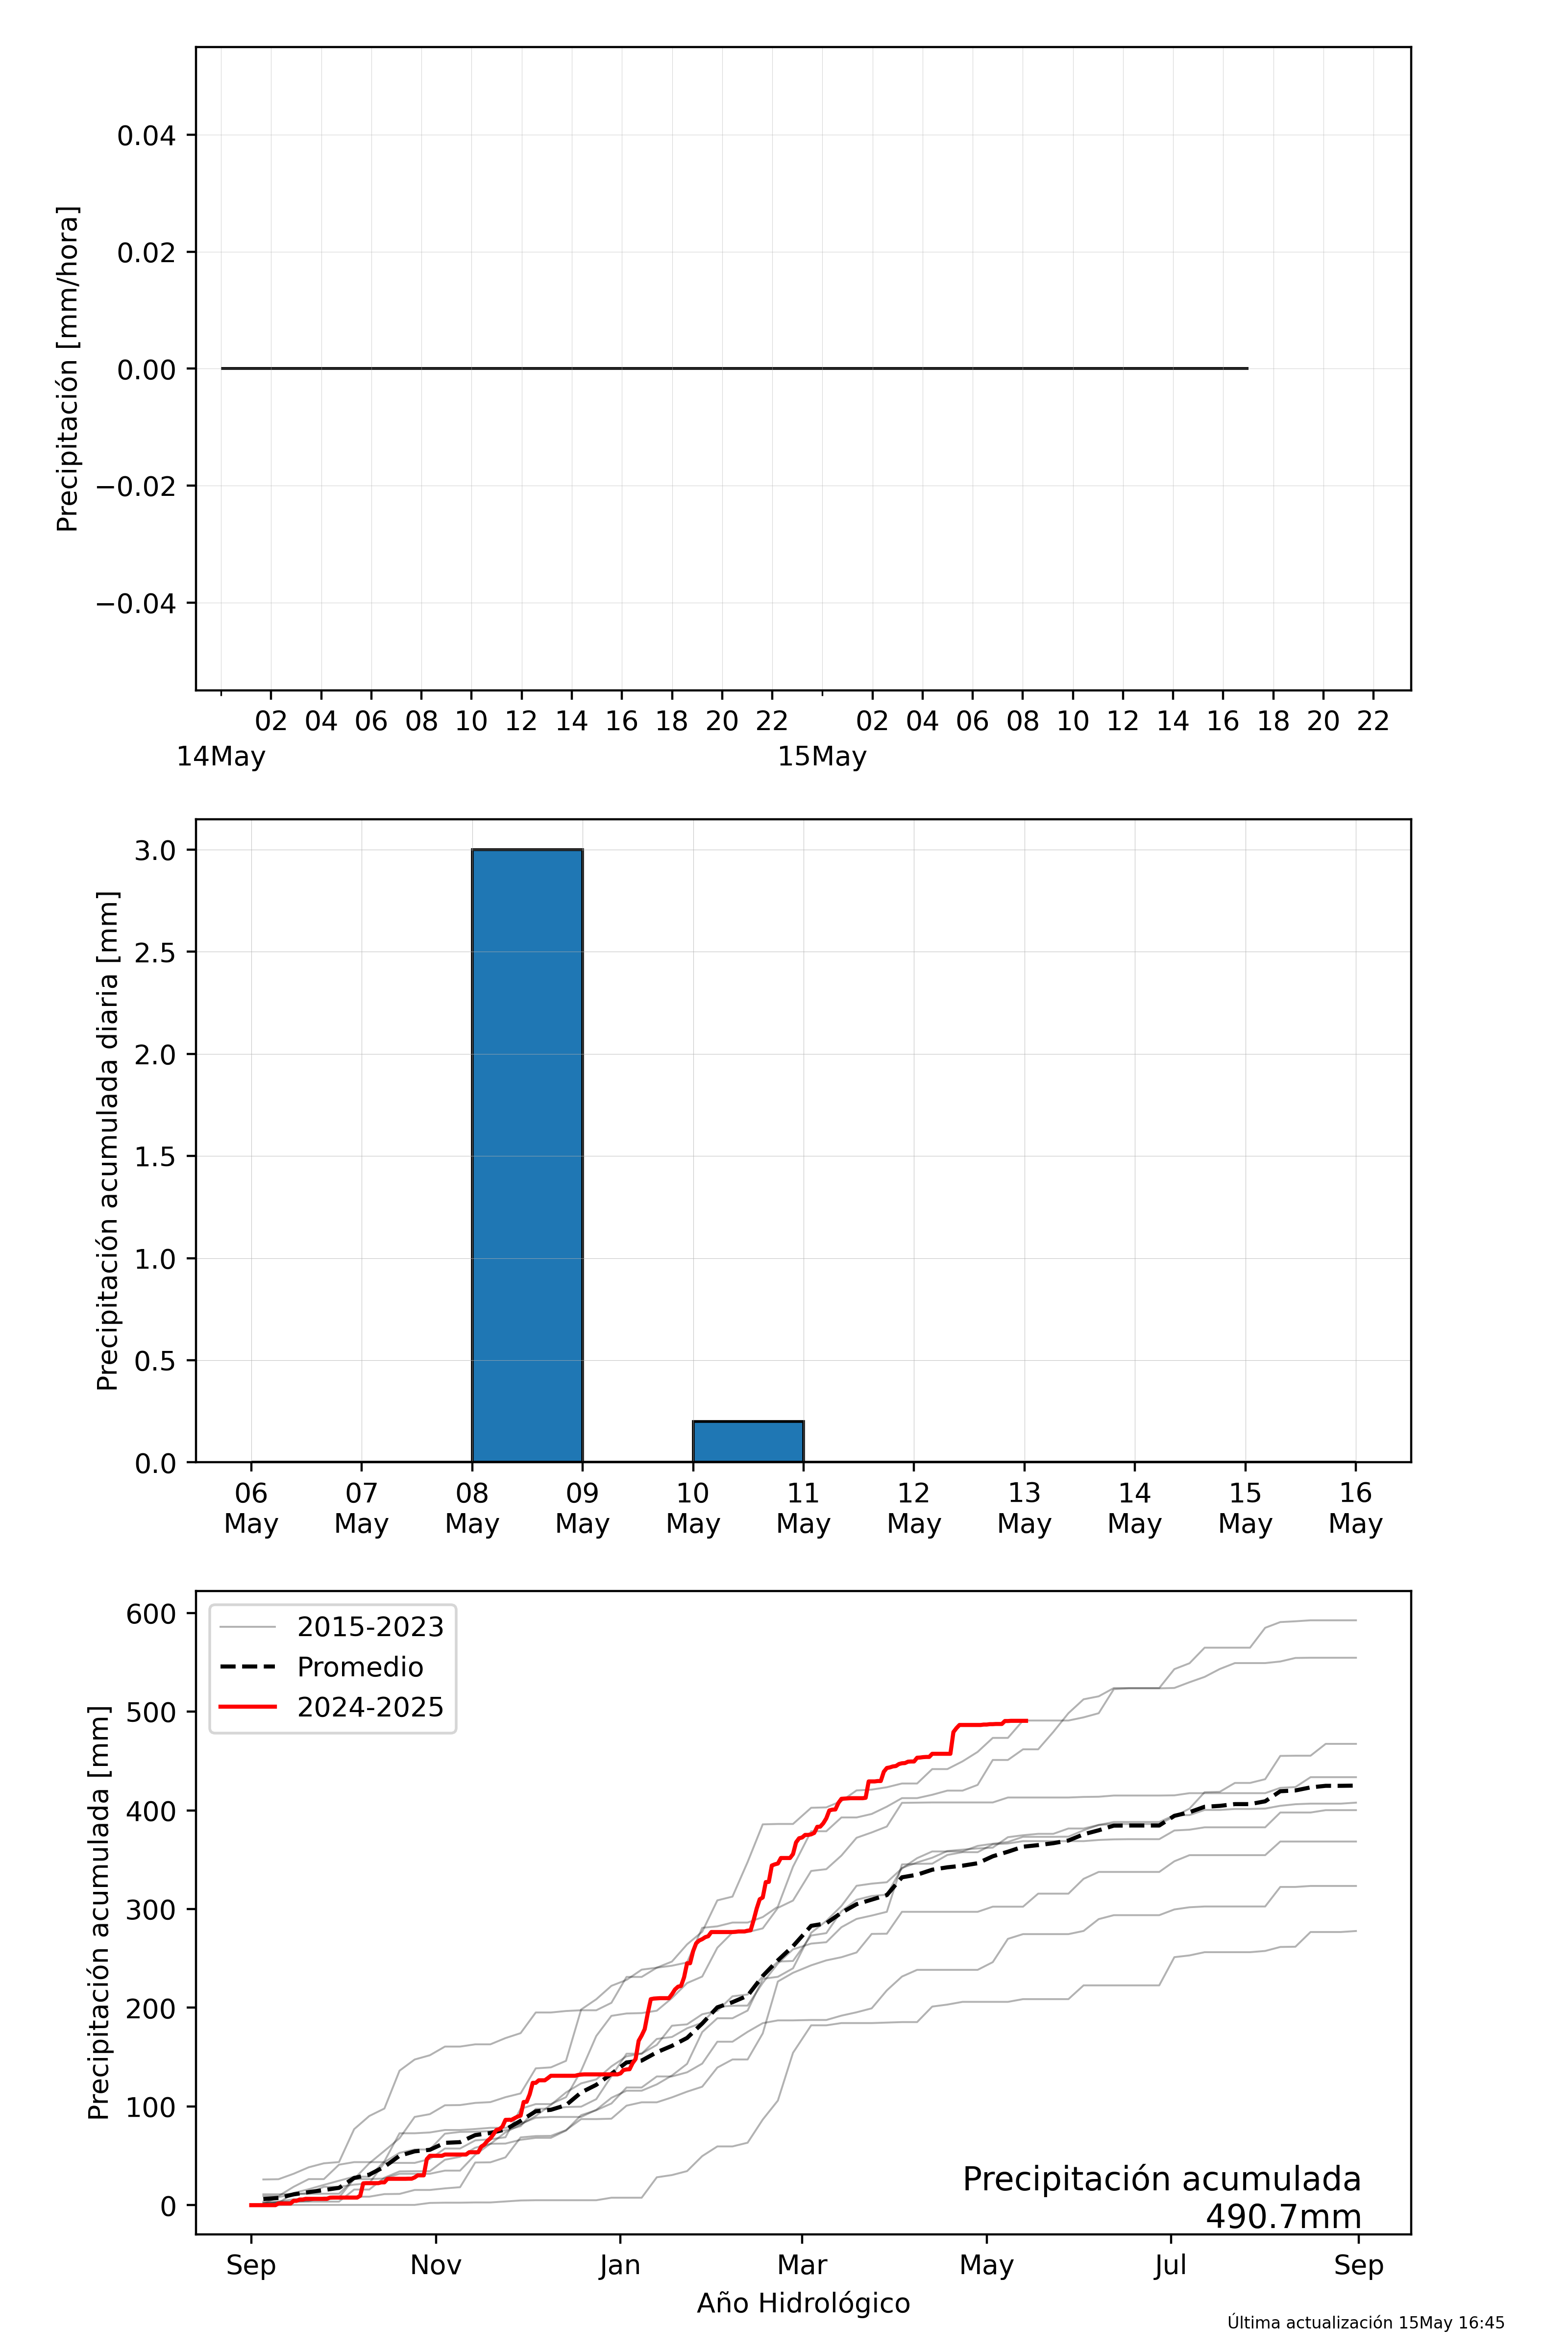 0.04
0.02
0.00
−0.02
−0.04
Precipitación [mm/hora]
02 04 06 08 10 12 14 16 18 20 22 02 04 06 08 10 12 14 16 18 20 22
14May 15May
3.0
2.5
2.0
1.5
1.0
0.5
0.0
Precipitación acumulada diaria [mm]
06 07 08 09 10 11 12 13 14 15 16
May May May May May May May May May May May
600
500
400
300
200
100
0
Precipitación acumulada [mm]
2015-2023
Promedio
2024-2025
Precipitación acumulada
490.7mm
Sep Nov Jan Mar May Jul Sep
Año Hidrológico
Última actualización 15May 16:45